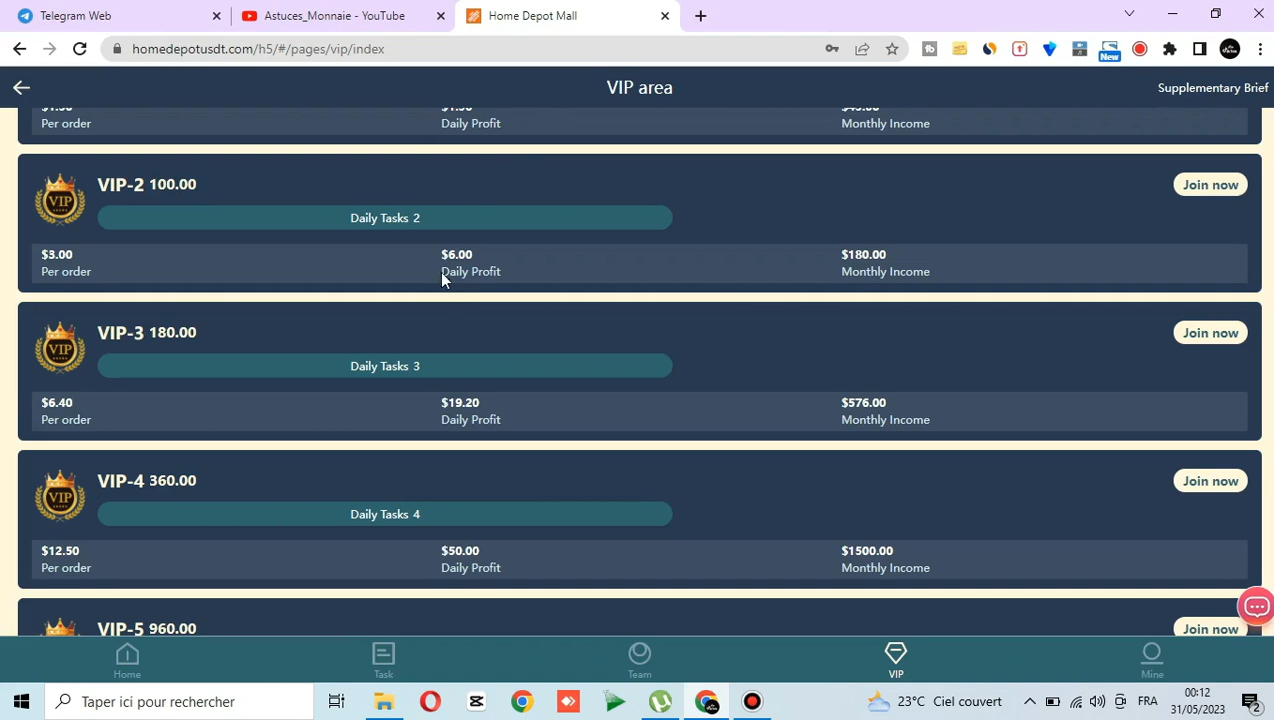 Telegram Web
Astuces_Monnaie - YouTube
Home Depot Mall
homedepotusdt.com/h5/#/pages/vip/index
New
VIP area
Supplementary Brief
Per order
Daily Profit
Monthly Income
VIP
VIP-2 100.00
Join now
Daily Tasks 2
$3.00
$6.00
$180.00
Per order
Daily Profit
Monthly Income
VIP
VIP-3 180.00
Join now
Daily Tasks 3
$6.40
$19.20
$576.00
Per order
Daily Profit
Monthly Income
VIP
VIP-4 360.00
Join now
Daily Tasks 4
$12.50
$50.00
$1500.00
Per order
Daily Profit
Monthly Income
VIP-5 960.00
Join now
Home
Task
Team
VIP
Mine
Taper ici pour rechercher
23°C Ciel couvert
FRA
00:12
31/05/2023
2